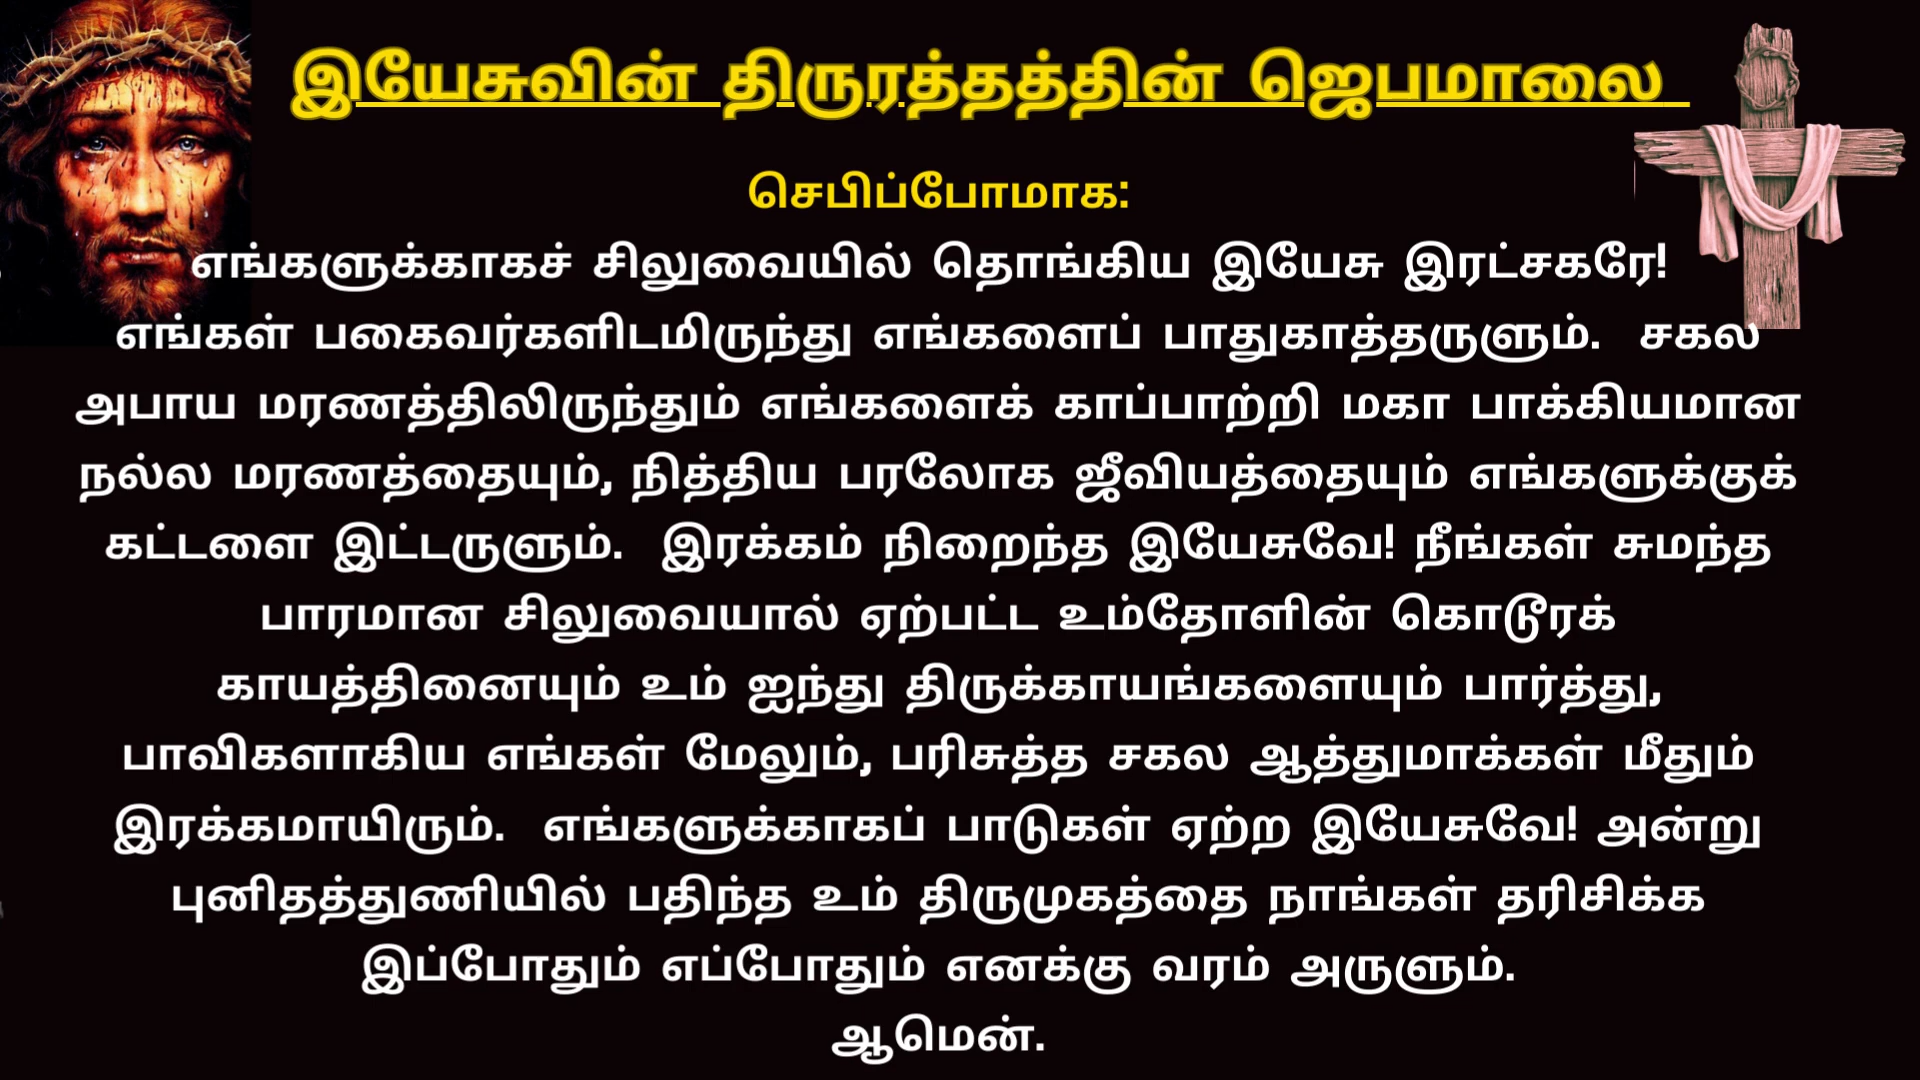 இயேசுவின் திருரத்தத்தின் ஜெபமாலை
செபிப்போமாக:
எங்களுக்காகச் சிலுவையில் தொங்கிய இயேசு இரட்சகரே!
எங்கள் பகைவர்களிடமிருந்து எங்களைப் பாதுகாத்தருளும். சகல
அபாய மரணத்திலிருந்தும் எங்களைக் காப்பாற்றி மகா பாக்கியமான
நல்ல மரணத்தையும், நித்திய பரலோக ஜீவியத்தையும் எங்களுக்குக்
கட்டளை இட்டருளும். இரக்கம் நிறைந்த இயேசுவே! நீங்கள் சுமந்த
பாரமான சிலுவையால் ஏற்பட்ட உம்தோளின் கொடூரக்
காயத்தினையும் உம் ஐந்து திருக்காயங்களையும் பார்த்து,
பாவிகளாகிய எங்கள் மேலும், பரிசுத்த சகல ஆத்துமாக்கள் மீதும்
இரக்கமாயிரும். எங்களுக்காகப் பாடுகள் ஏற்ற இயேசுவே! அன்று
புனிதத்துணியில் பதிந்த உம் திருமுகத்தை நாங்கள் தரிசிக்க
இப்போதும் எப்போதும் எனக்கு வரம் அருளும்.
ஆமென்.